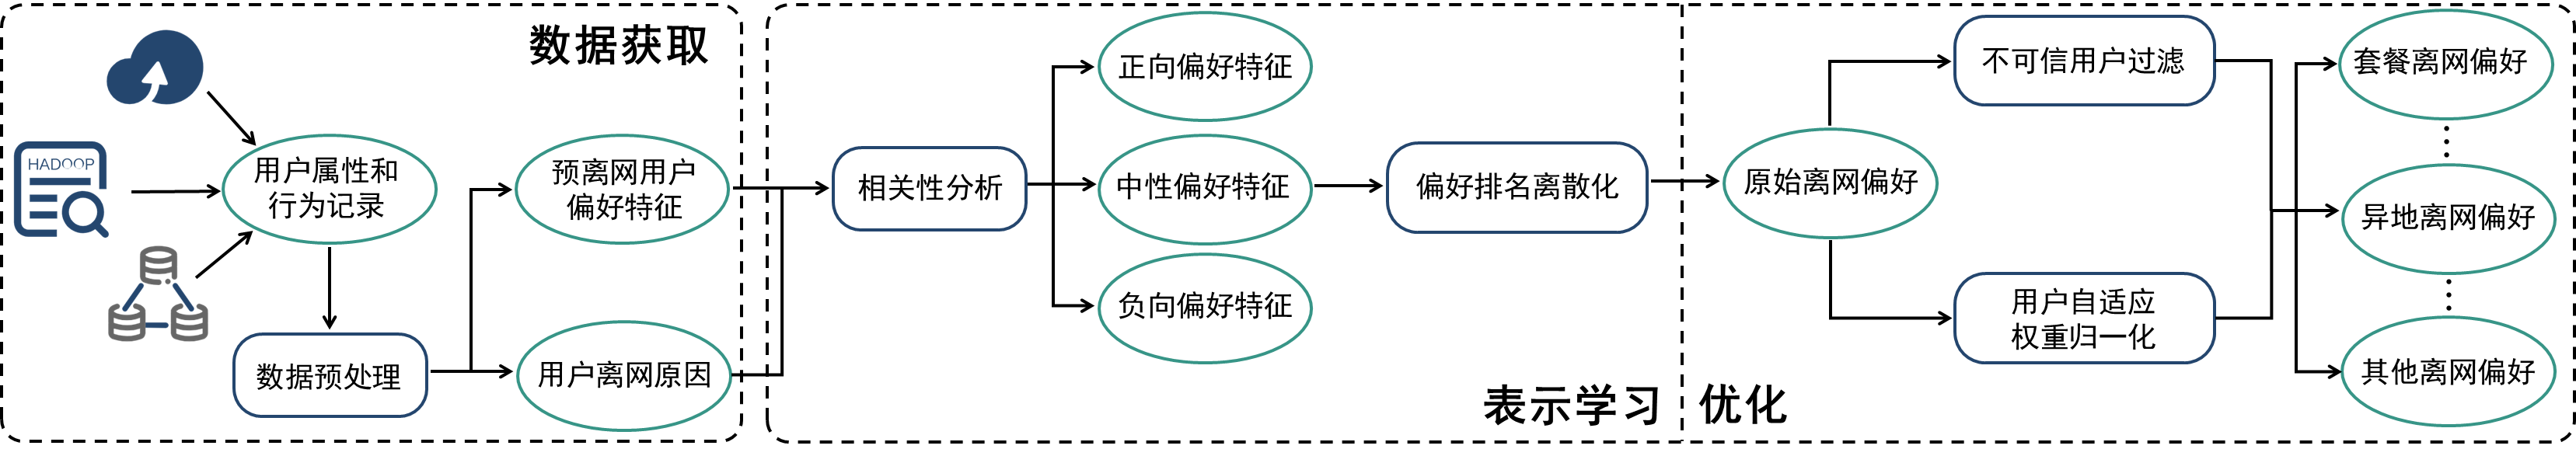 数据获取
HADOOP
用户属性和
行为记录
数据预处理
预离网用户
偏好特征
用户离网原因
相关性分析
正向偏好特征
中性偏好特征
负向偏好特征
偏好排名离散化
表示学习
优化
原始离网偏好
不可信用户过滤
用户自适应
权重归一化
套餐离网偏好
异地离网偏好
其他离网偏好